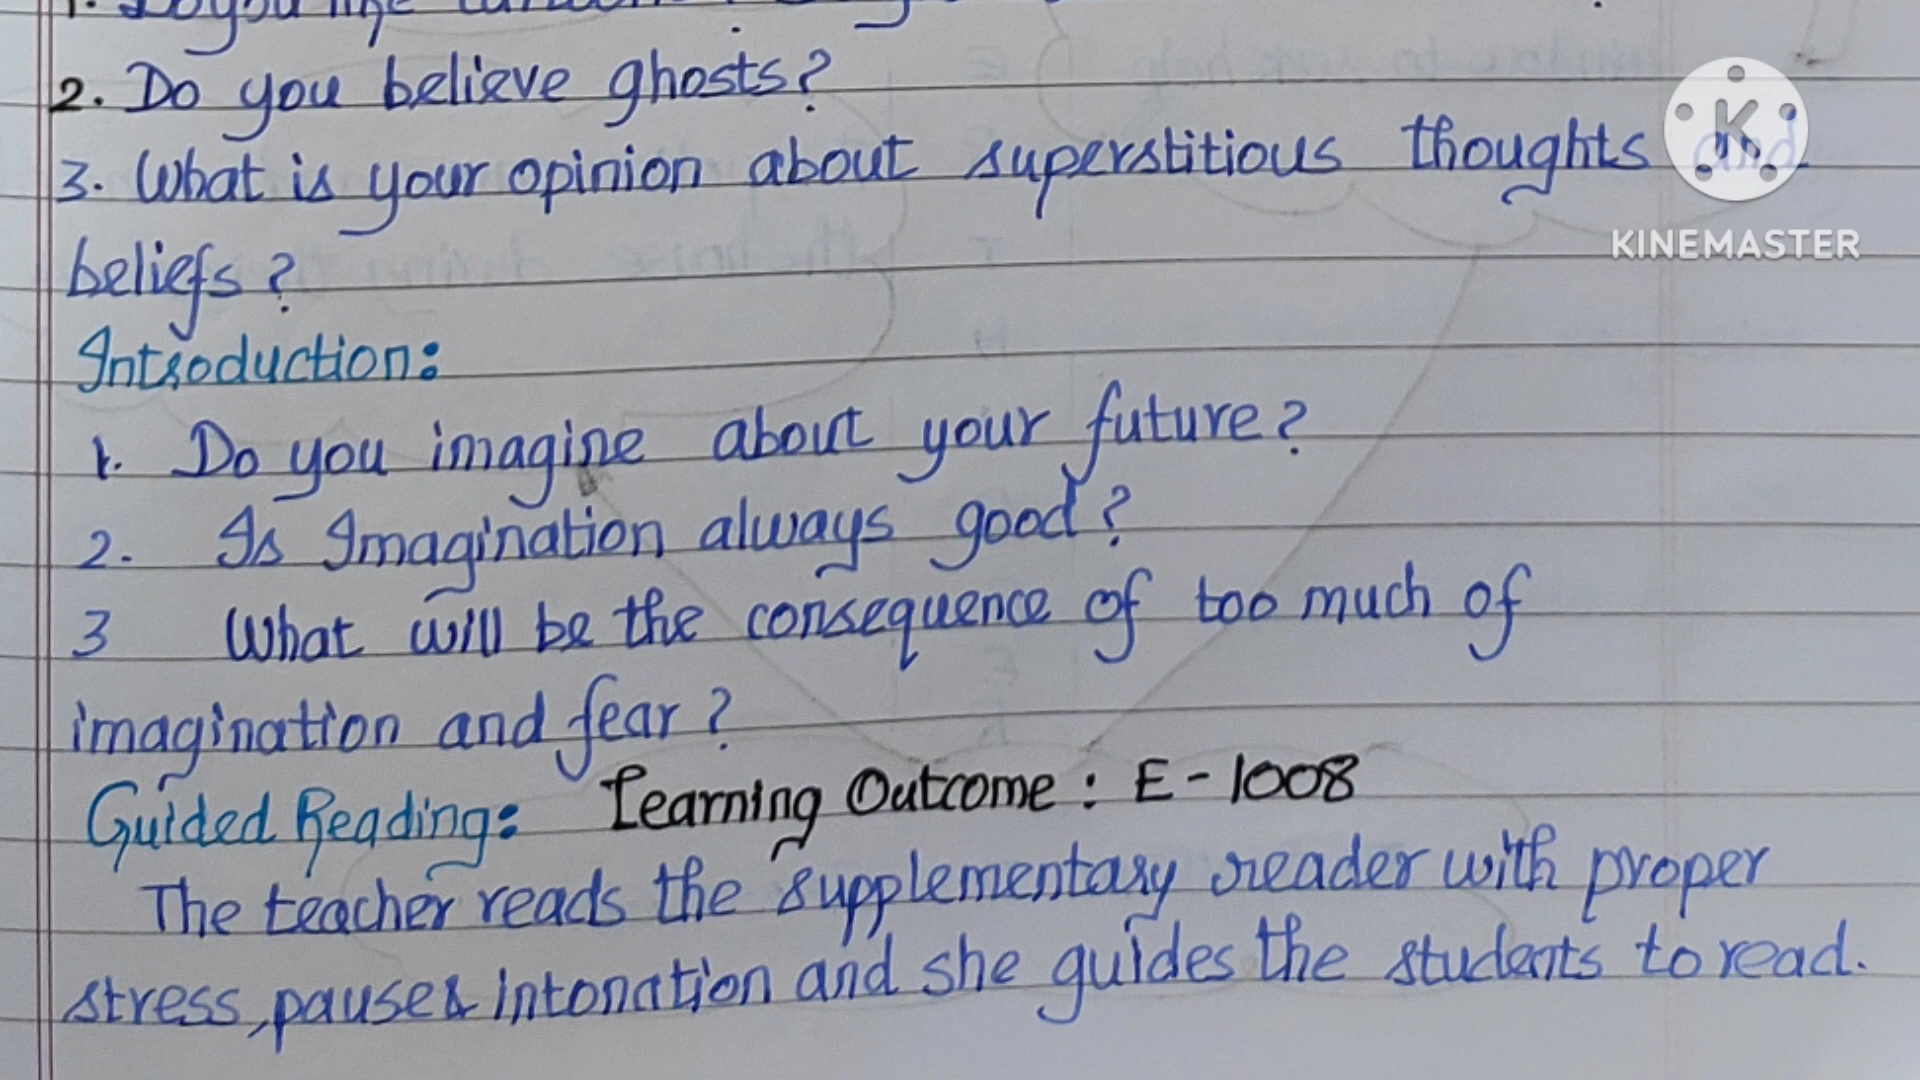 2. Do you believe ghosts?
3. What is your opinion about superstitious thoughts and
beliefs?
Introduction:
1. Do you imagine about your future?
2. Is Imagination always good?
3 What will be the consequence of too much of
imagination and fear?
Guided Reading: Learning Outcome: E-1008
The teacher reads the supplementary reader with proper
stress, pause & intonation and she guides the students to read.
K
KINEMASTER